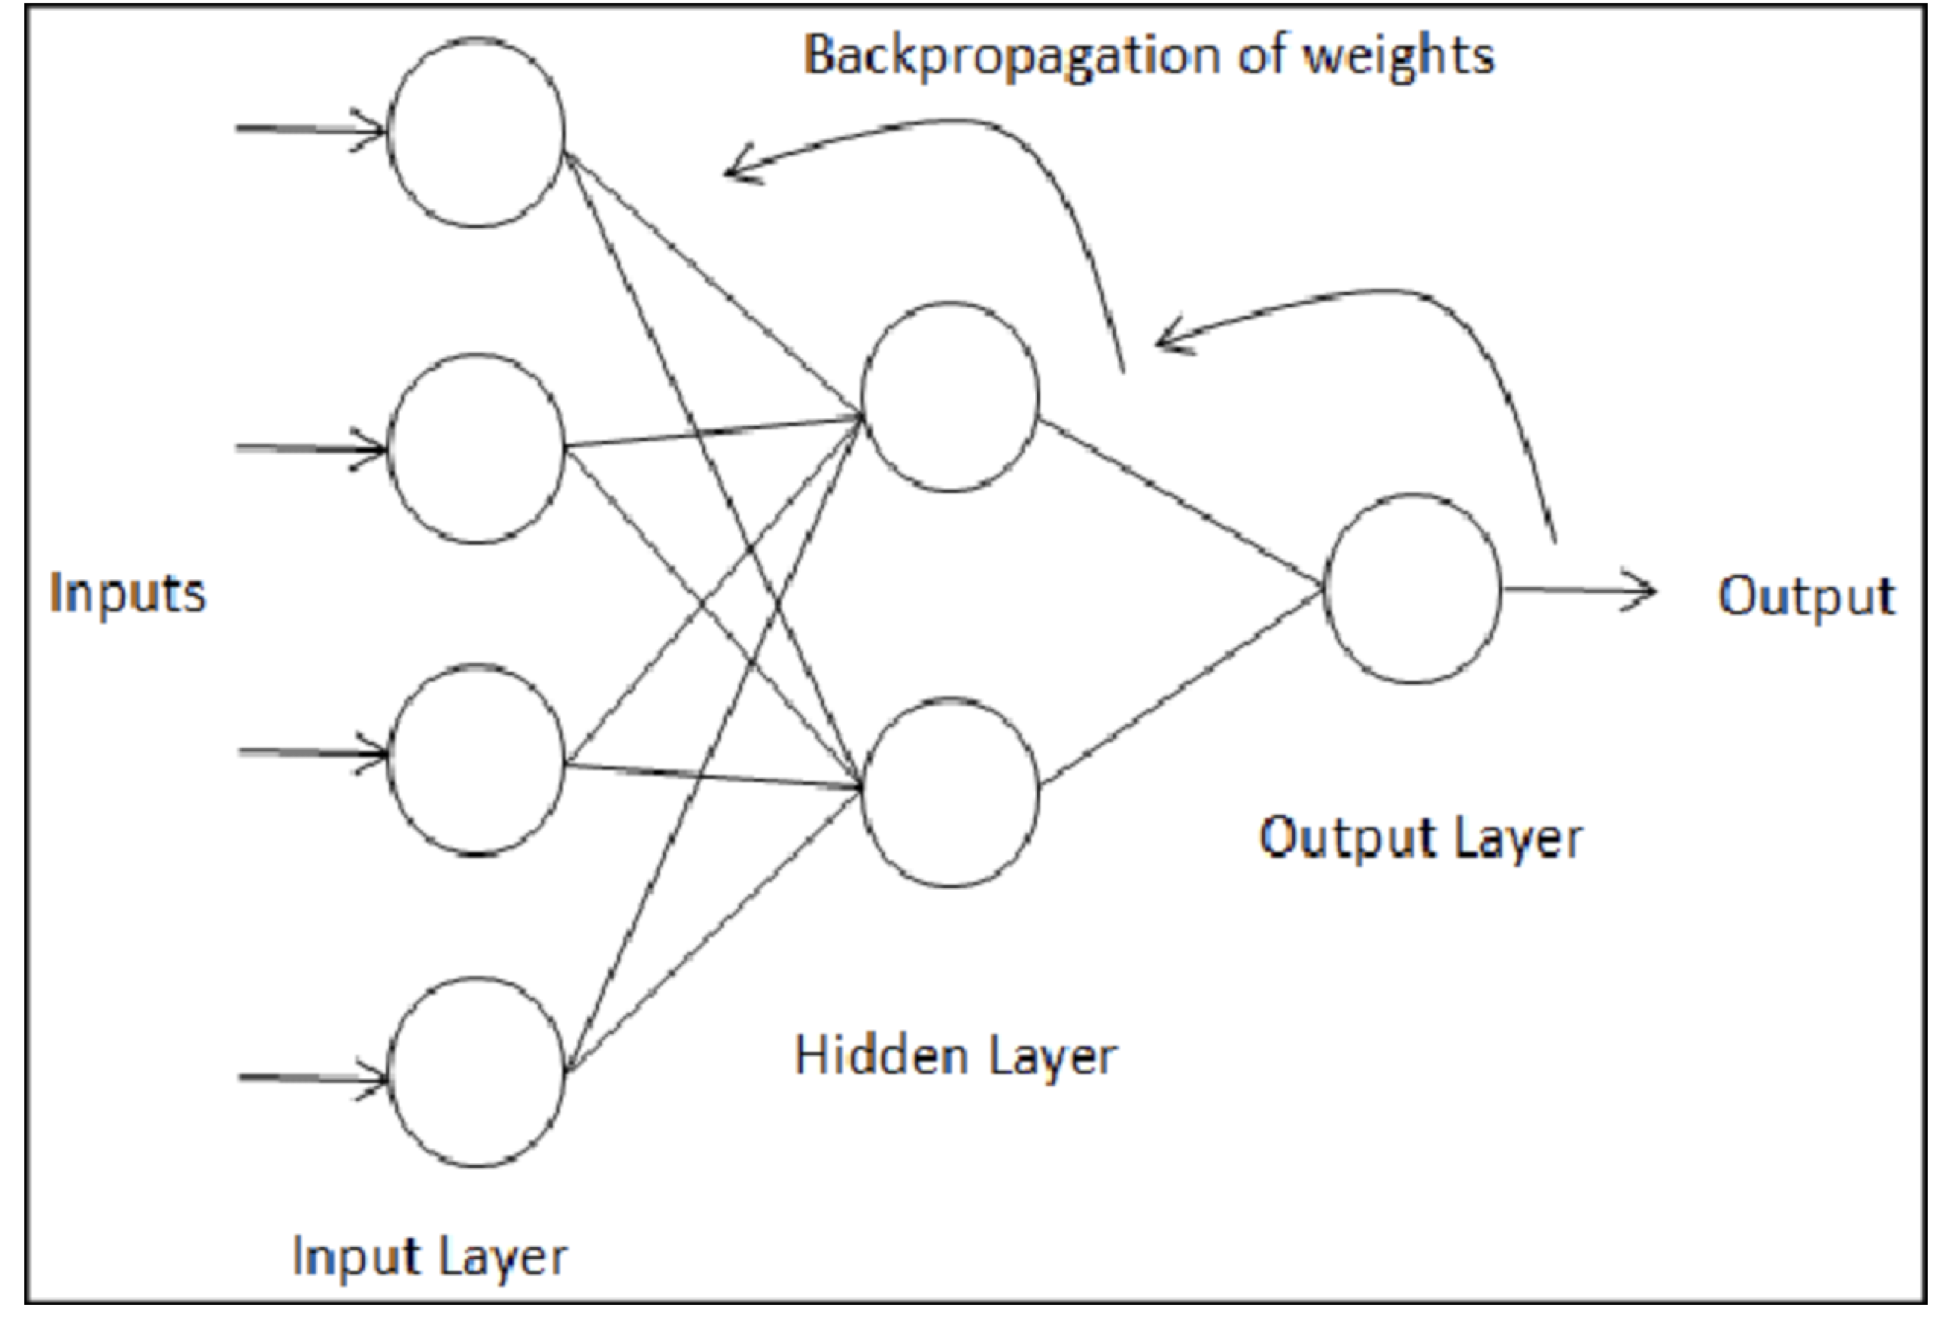 Backpropagation of weights
Inputs
Output
Output Layer
Hidden Layer
Input Layer